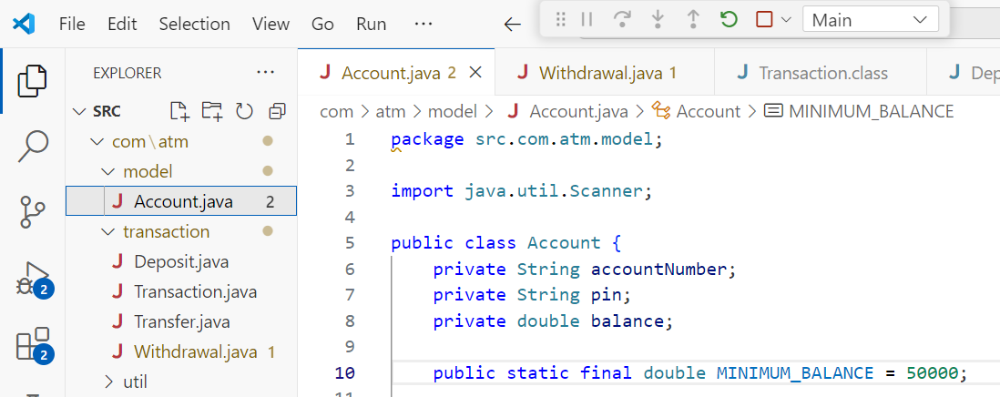 File Edit Selection View Go Run ··· Main
EXPLORER ···
Account.java 2 Withdrawal.java 1 Transaction.class Dep
SRC
com > atm > model > Account.java > Account > MINIMUM_BALANCE
com\atm
model
Account.java 2
transaction
Deposit.java
Transaction.java
Transfer.java
Withdrawal.java 1
util
2
2
1 package src.com.atm.model;
2
3 import java.util.Scanner;
4
5 public class Account {
6 private String accountNumber;
7 private String pin;
8 private double balance;
9
10 public static final double MINIMUM_BALANCE = 50000;